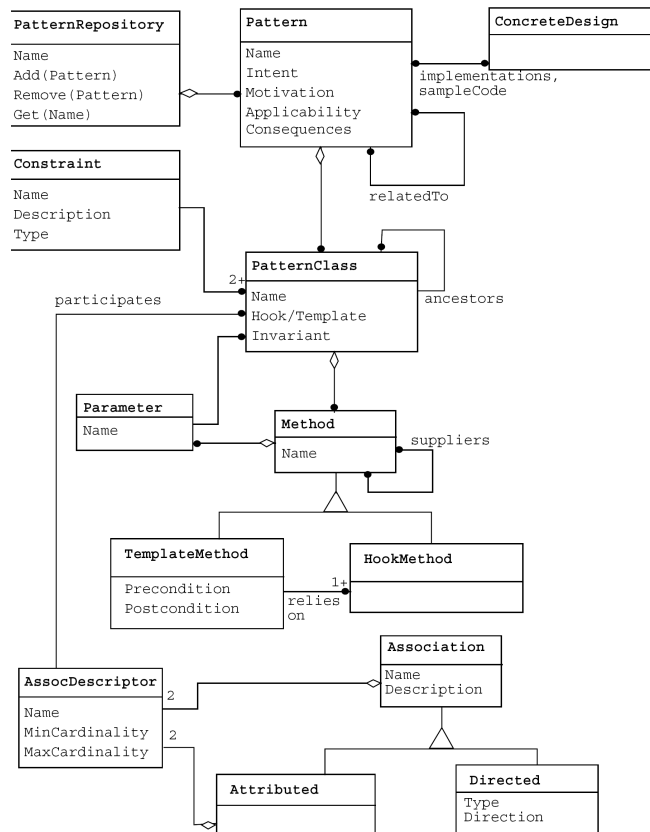 PatternRepository
Name
Add(Pattern)
Remove(Pattern)
Get(Name)
Pattern
Name
Intent
Motivation
Applicability
Consequences
ConcreteDesign
implementations,
sampleCode
relatedTo
Constraint
Name
Description
Type
PatternClass
2+
Name
Hook/Template
Invariant
ancestors
participates
Parameter
Name
Method
Name
suppliers
TemplateMethod
Precondition
Postcondition
HookMethod
1+
relies
on
Association
Name
Description
AssocDescriptor
2
Name
MinCardinality
2
MaxCardinality
Attributed
Directed
Type
Direction